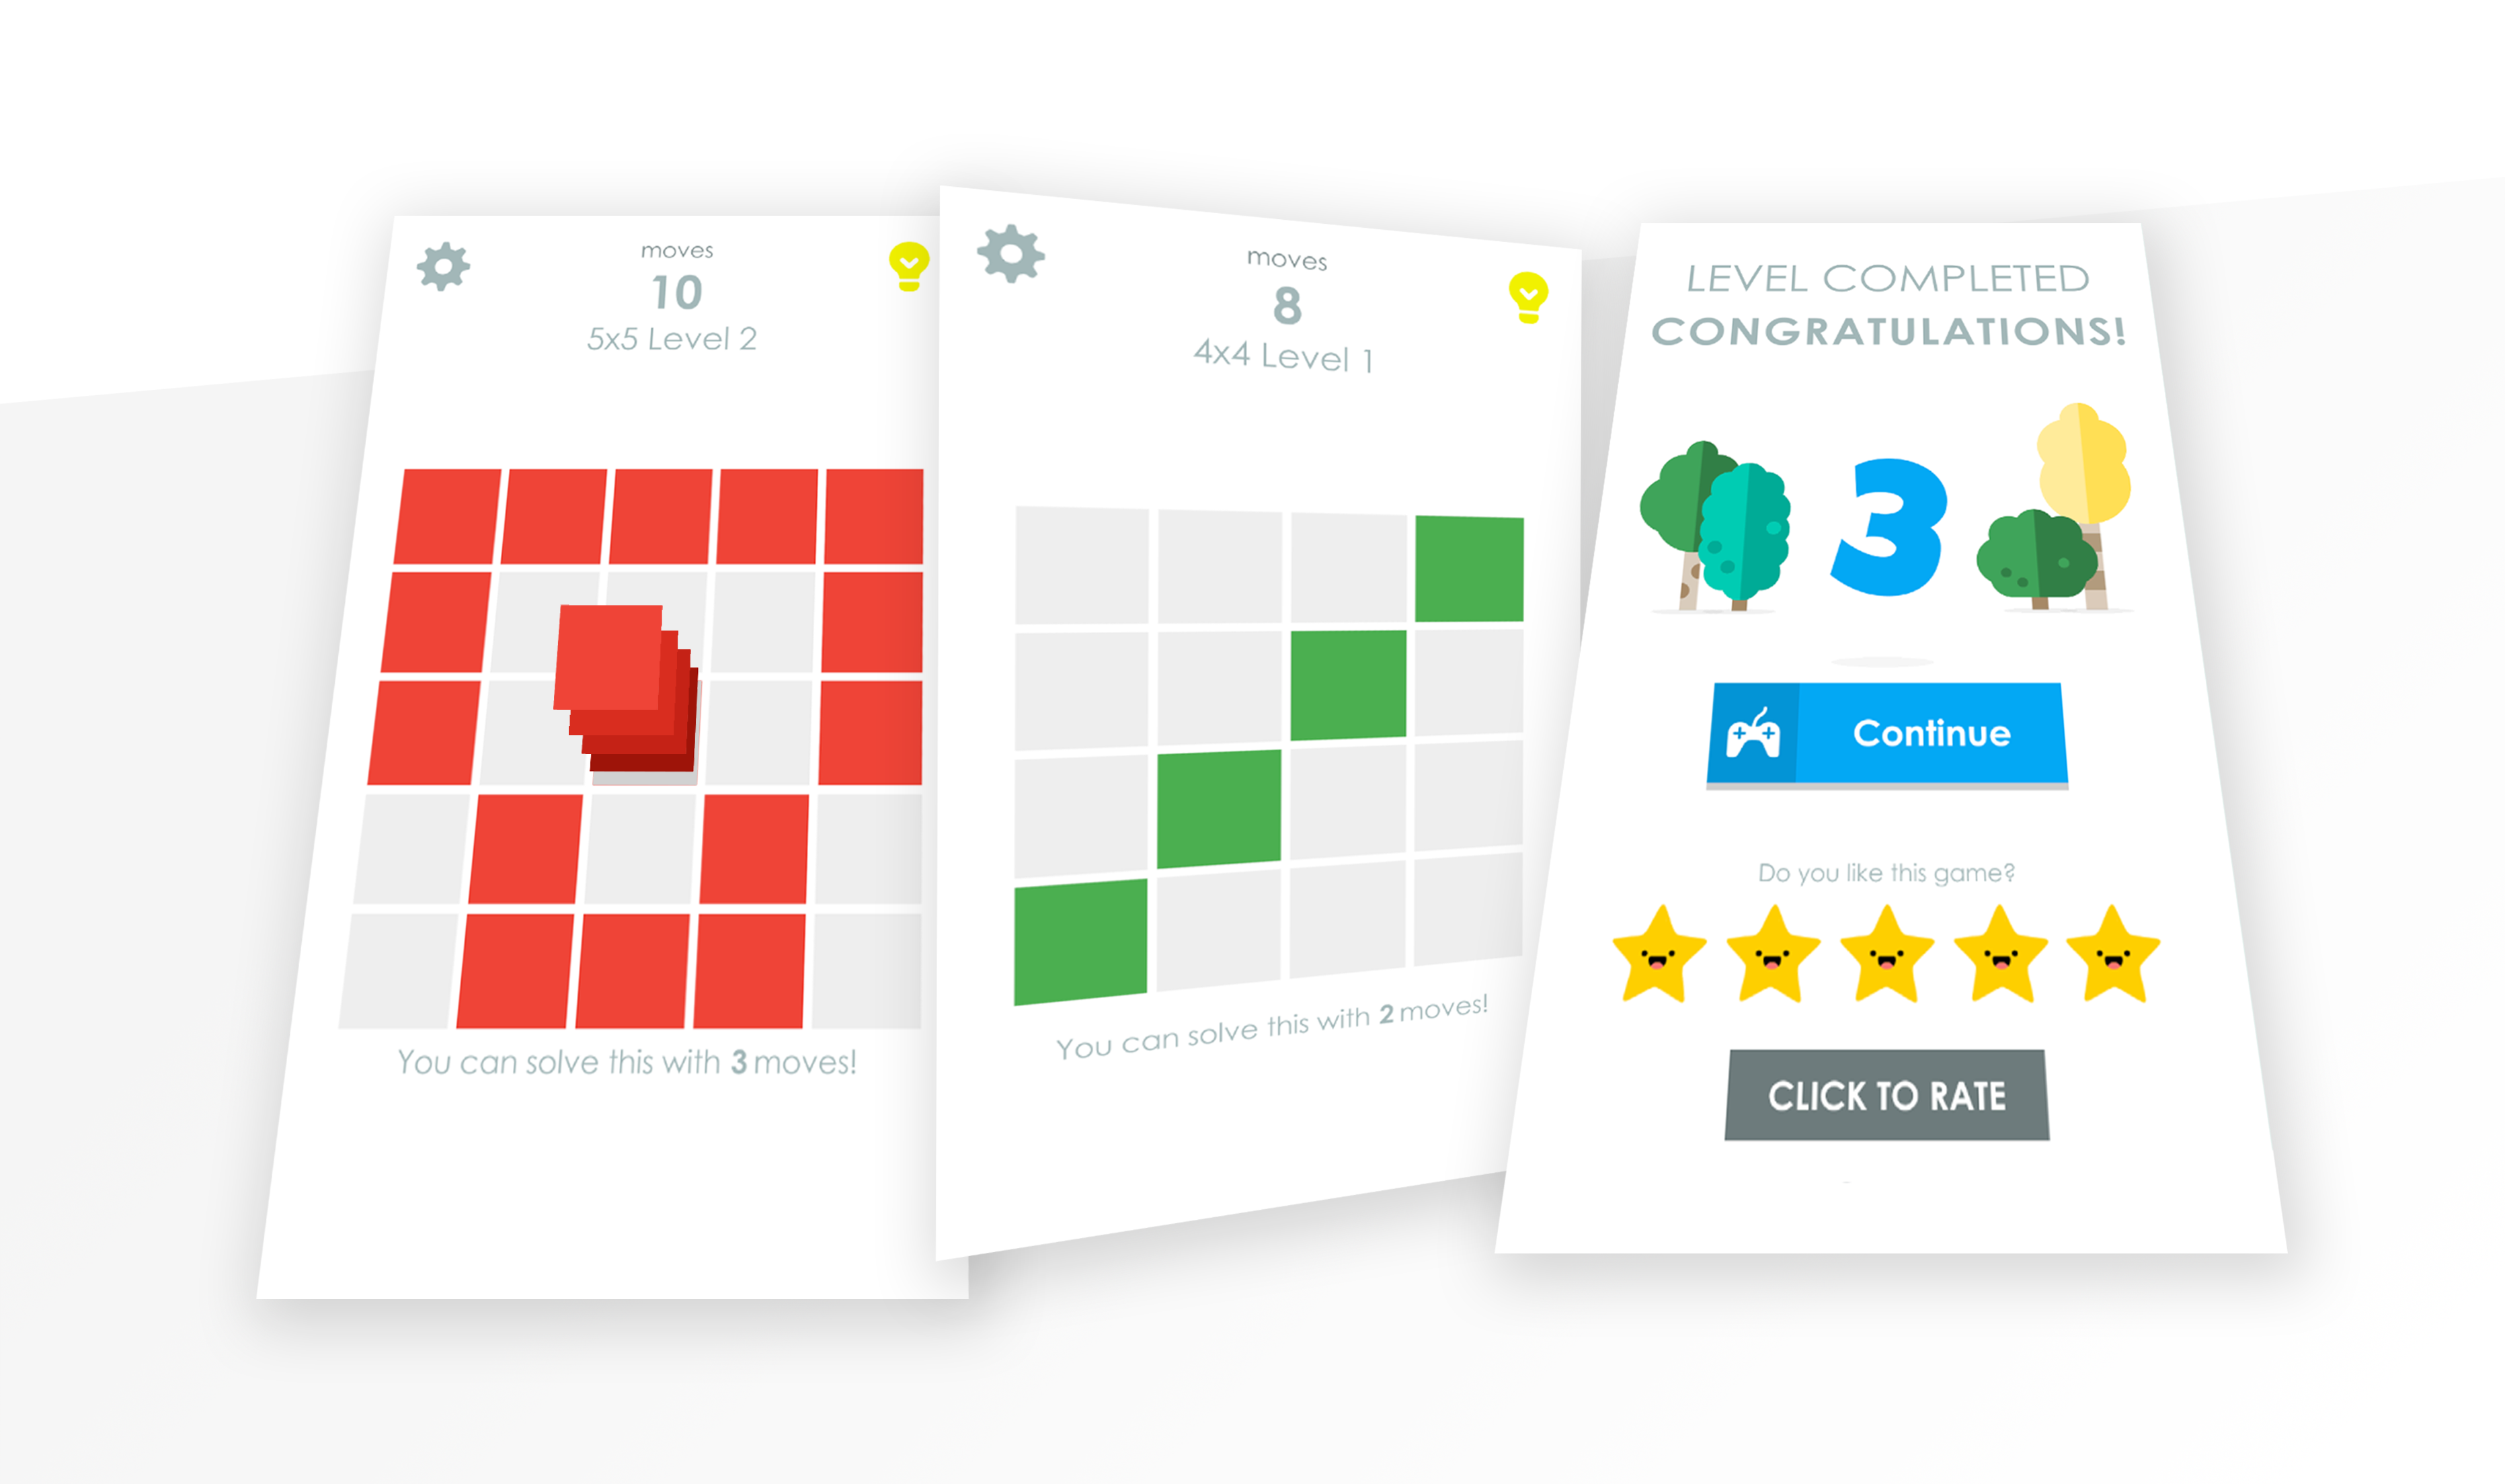 moves
10
5x5 Level 2
You can solve this with 3 moves!
moves
8
4x4 Level 1
You can solve this with 2 moves!
LEVEL COMPLETED
CONGRATULATIONS!
3
Continue
Do you like this game?
CLICK TO RATE